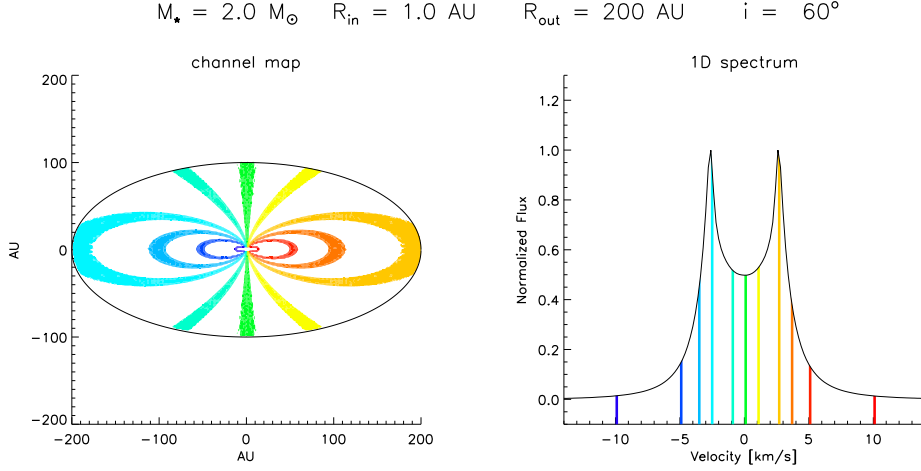 M★ = 2.0 M⊙ R_in = 1.0 AU R_out = 200 AU i = 60°
channel map
200
100
0
−100
−200
AU
−200 −100 0 100 200
AU
1D spectrum
1.2
1.0
0.8
0.6
0.4
0.2
0.0
Normalized Flux
−10 −5 0 5 10
Velocity [km/s]